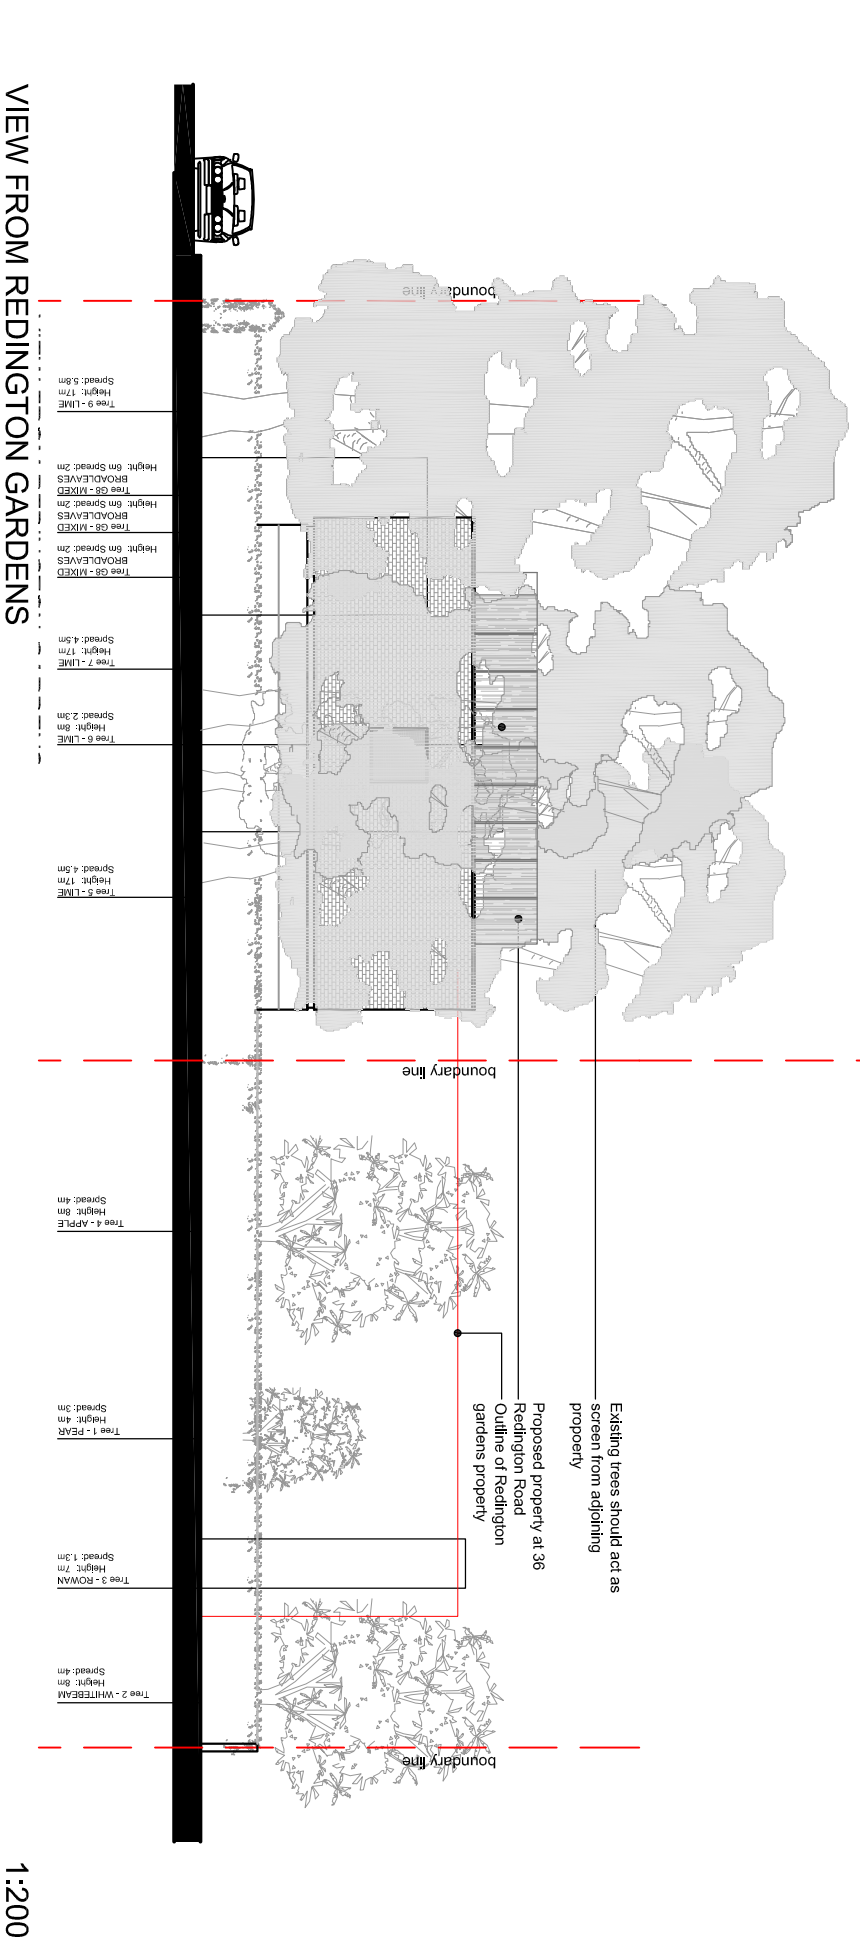 VIEW FROM REDINGTON GARDENS
1:200
boundary line
boundary line
boundary line
Existing trees should act as
screen from adjoining
propoerty
Proposed property at 36
Redington Road
Outline of Redington
gardens property
Tree 9 - LIME
Height: 17m
Spread: 5.8m
Tree G8 - MIXED
BROADLEAVES
Height: 6m Spread: 2m
Tree G8 - MIXED
BROADLEAVES
Height: 6m Spread: 2m
Tree G8 - MIXED
BROADLEAVES
Height: 6m Spread: 2m
Tree 7 - LIME
Height: 17m
Spread: 4.5m
Tree 6 - LIME
Height: 8m
Spread: 2.3m
Tree 5 - LIME
Height: 17m
Spread: 4.5m
Tree 4 - APPLE
Height: 8m
Spread: 4m
Tree 1 - PEAR
Height: 4m
Spread: 3m
Tree 3 - ROWAN
Height: 7m
Spread: 1.3m
Tree 2 - WHITEBEAM
Height: 8m
Spread: 4m